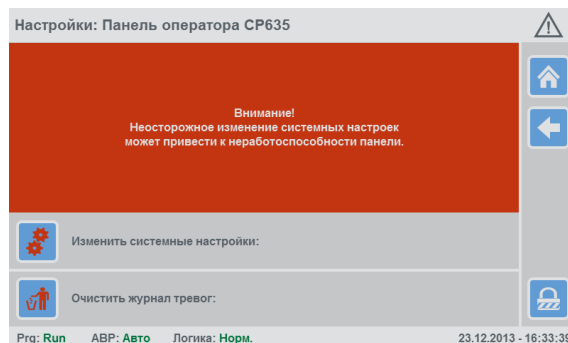 Настройки: Панель оператора CP635
Внимание!
Неосторожное изменение системных настроек
может привести к неработоспособности панели.
Изменить системные настройки:
Очистить журнал тревог:
Prg: Run АВР: Авто Логика: Норм. 23.12.2013 - 16:33:39